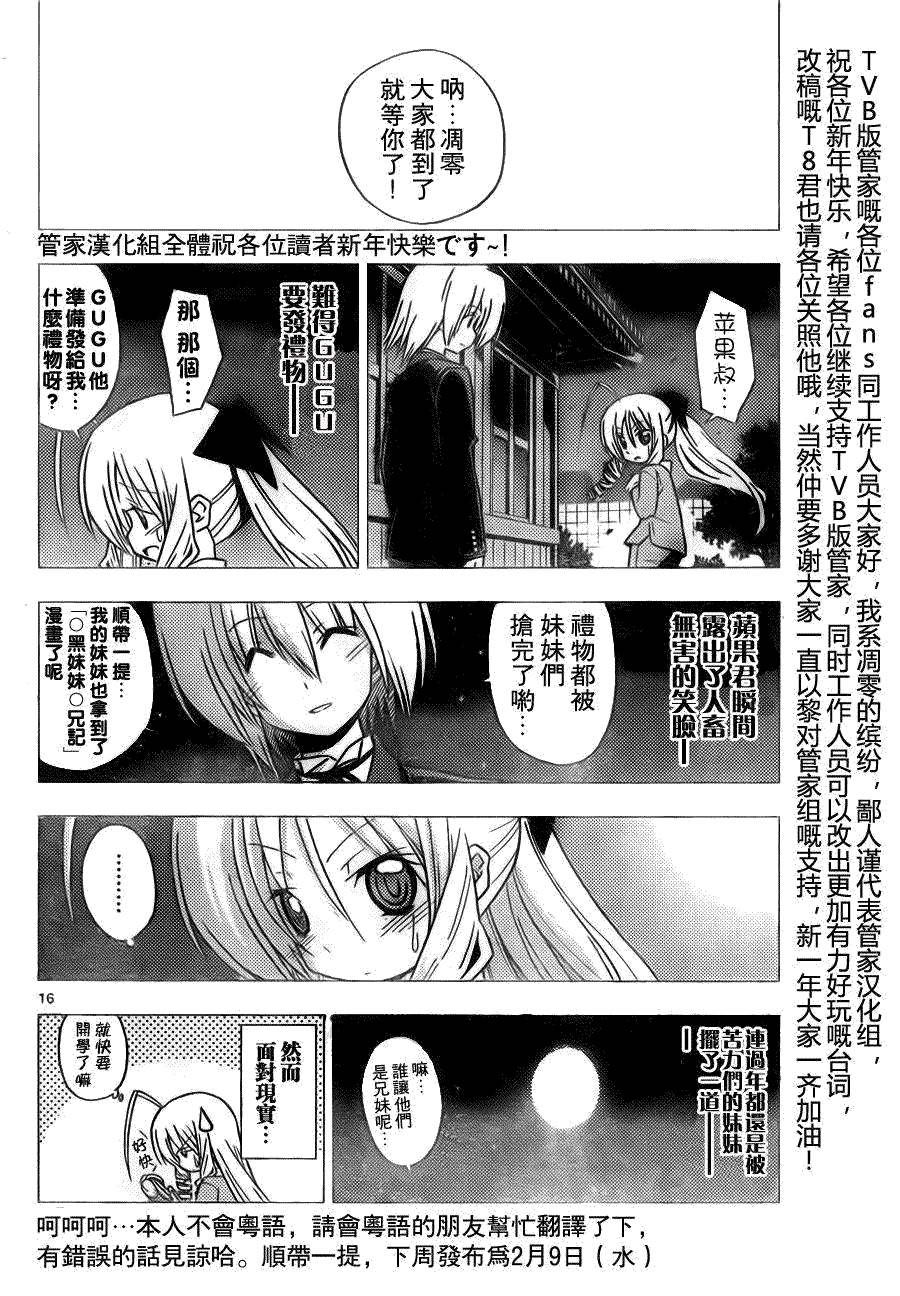 TVB版管家嘅各位fans同工作人员大家好，我系凋零的缤纷，鄙人谨代表管家汉化组，
祝各位新年快乐，希望各位继续支持TVB版管家，同时工作人员可以改出更加有力好玩嘅台词，
改稿嘅T8君也请各位关照他哦，当然仲要多谢大家一直以黎对管家组嘅支持，新一年大家一齐加油！
吶…凋零
大家都到了
就等你了！
管家漢化組全體祝各位讀者新年快樂です~！
苹果叔…
難得GUGU
要發禮物——
那那個…
GUGU他
準備發給我…
什麼禮物呀？
蘋果君瞬間
露出了人畜
無害的笑臉——
禮物都被
妹妹們
搶完了喲…
順帶一提…
我的妹妹也拿到了
「○黑妹妹○兄記」
漫畫了呢
………
16
連過年都還是被
苦力們的妹妹
擺了一道——
嘛…
誰讓他們
是兄妹呢…
然而
面對現實…
就快要
開學了嘛
好快
呵呵呵…本人不會粵語，請會粵語的朋友幫忙翻譯了下，
有錯誤的話見諒哈。順帶一提，下周發布爲2月9日（水）